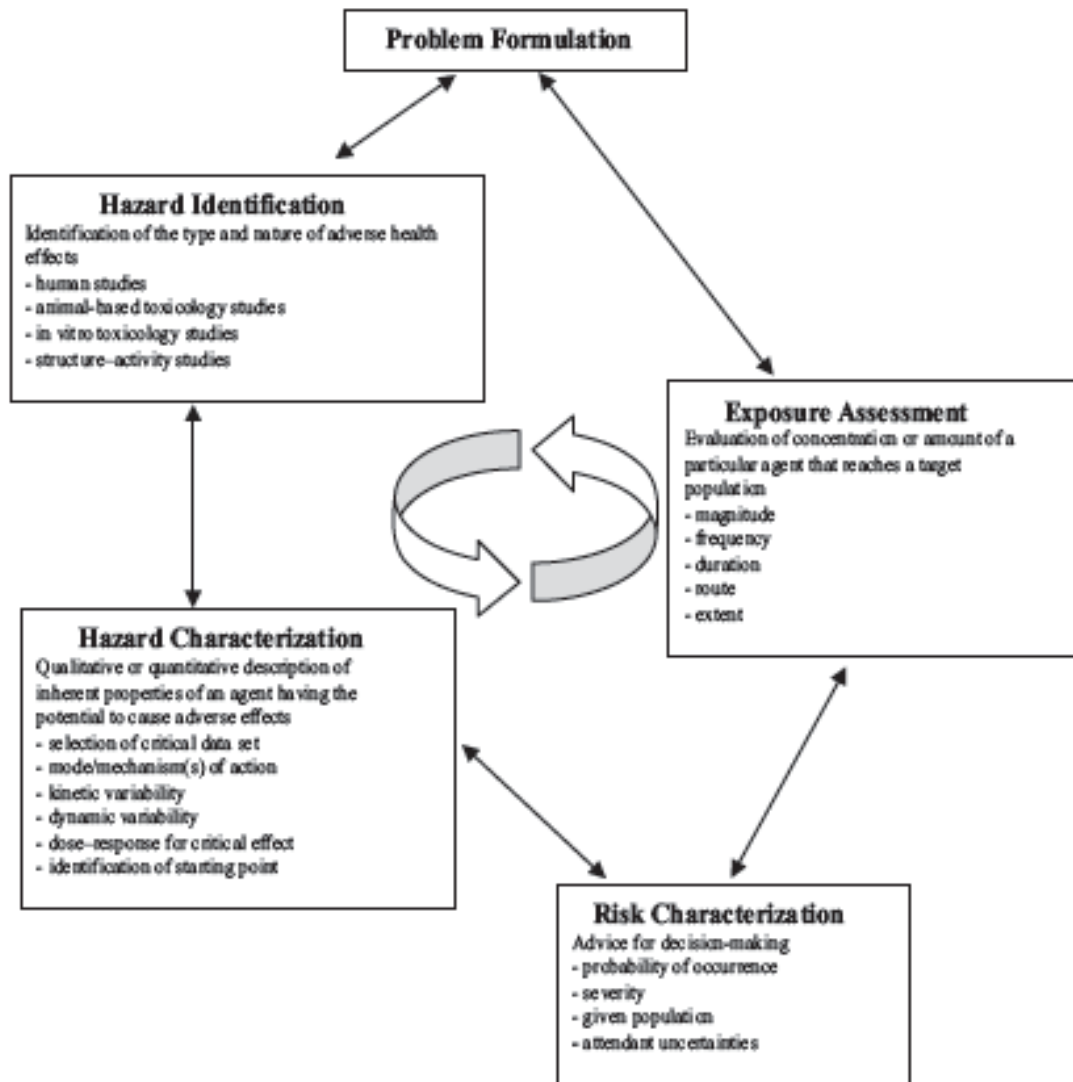 Problem Formulation
Hazard Identification
Identification of the type and nature of adverse health
effects
- human studies
- animal-based toxicology studies
- in vitro toxicology studies
- structure–activity studies
Exposure Assessment
Evaluation of concentration or amount of a
particular agent that reaches a target
population
- magnitude
- frequency
- duration
- route
- extent
Hazard Characterization
Qualitative or quantitative description of
inherent properties of an agent having the
potential to cause adverse effects
- selection of critical data set
- mode/mechanism(s) of action
- kinetic variability
- dynamic variability
- dose–response for critical effect
- identification of starting point
Risk Characterization
Advice for decision-making
- probability of occurrence
- severity
- given population
- attendant uncertainties